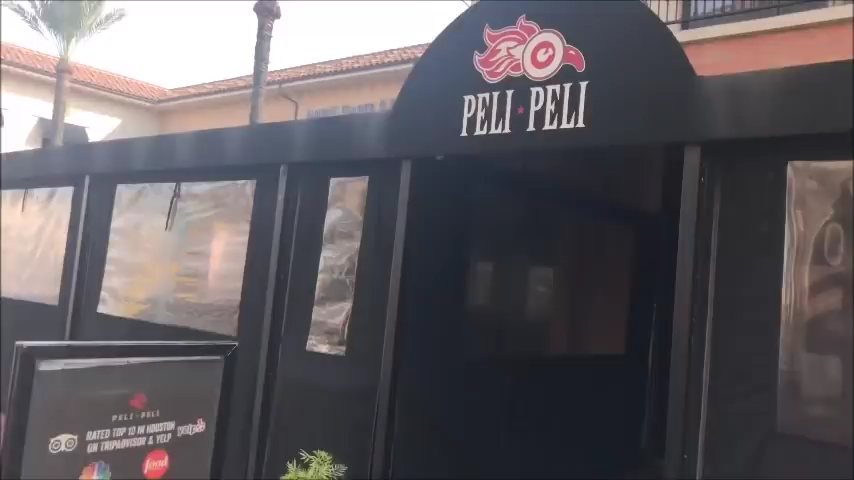 PELI PELI
PELI PELI
RATED TOP 10 IN HOUSTON
ON TRIPADVISOR & YELP
yelp
food